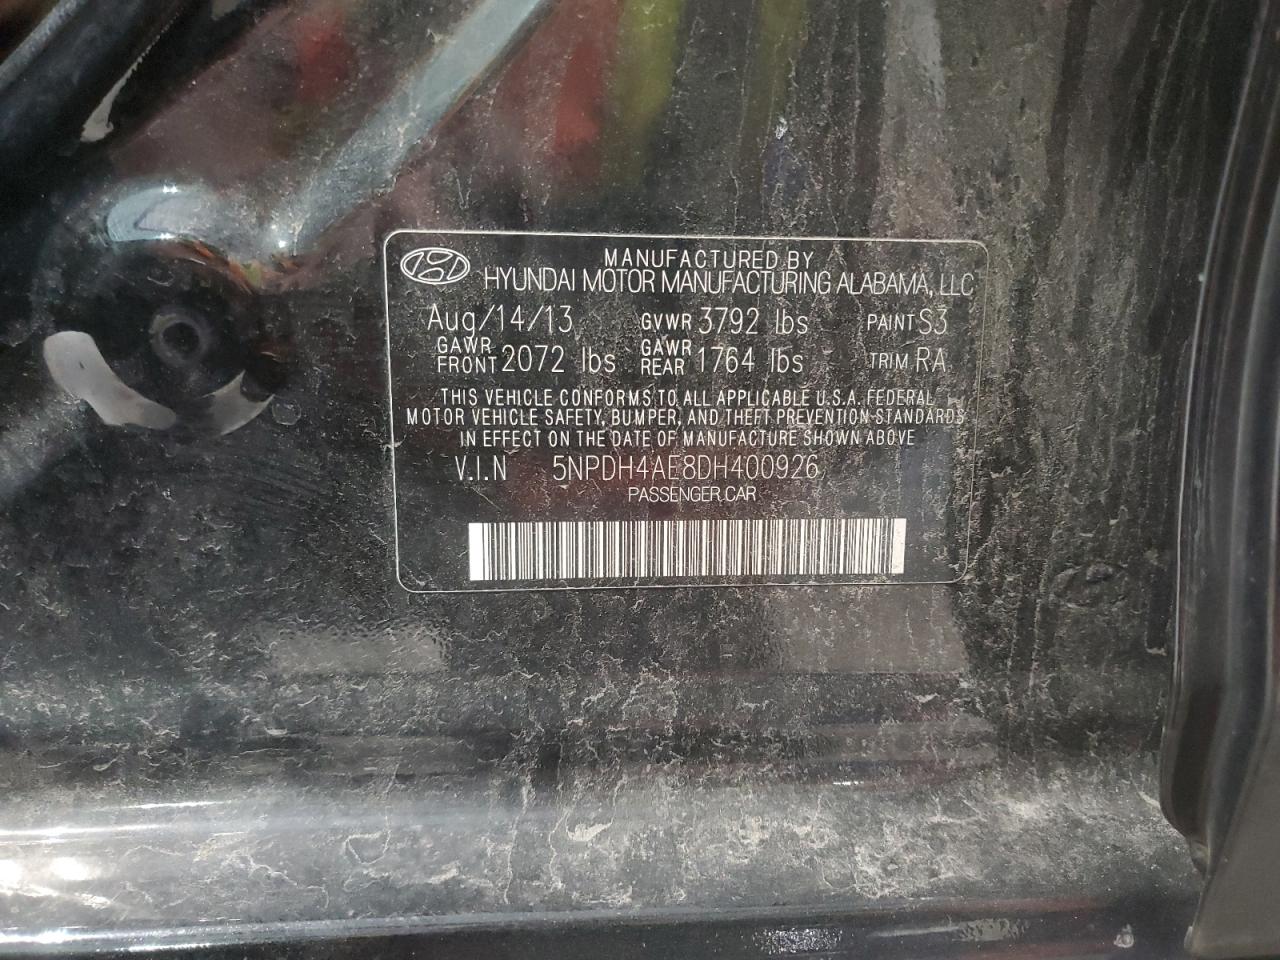 MANUFACTURED BY
HYUNDAI MOTOR MANUFACTURING ALABAMA, LLC
Aug/14/13 GVWR 3792 lbs PAINT S3
GAWR FRONT 2072 lbs GAWR REAR 1764 lbs TRIM RA
THIS VEHICLE CONFORMS TO ALL APPLICABLE U.S.A. FEDERAL
MOTOR VEHICLE SAFETY, BUMPER, AND THEFT PREVENTION STANDARDS
IN EFFECT ON THE DATE OF MANUFACTURE SHOWN ABOVE
V.I.N 5NPDH4AE8DH400926
PASSENGER CAR